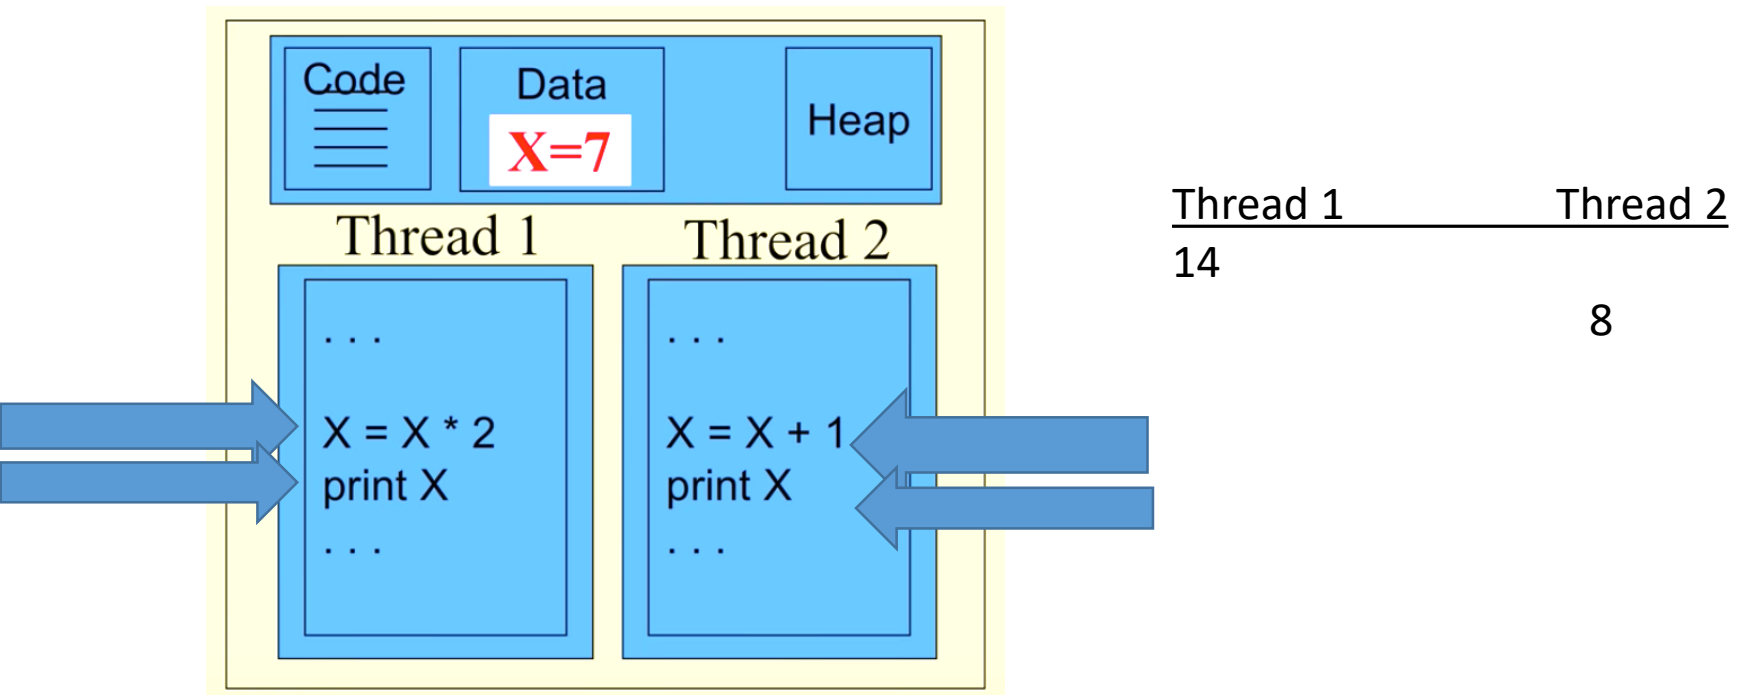 Code
Data
X=7
Heap
Thread 1
Thread 2
. . .
X = X * 2
print X
. . .
. . .
X = X + 1
print X
. . .
Thread 1 Thread 2
14
8